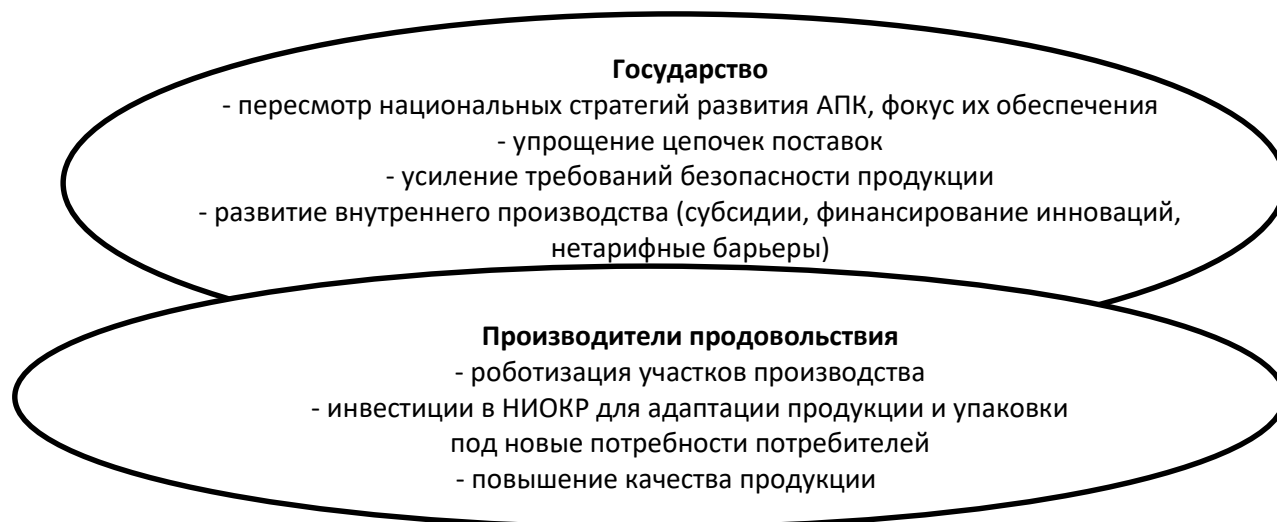 Государство
- пересмотр национальных стратегий развития АПК, фокус их обеспечения
- упрощение цепочек поставок
- усиление требований безопасности продукции
- развитие внутреннего производства (субсидии, финансирование инноваций,
нетарифные барьеры)
Производители продовольствия
- роботизация участков производства
- инвестиции в НИОКР для адаптации продукции и упаковки
под новые потребности потребителей
- повышение качества продукции